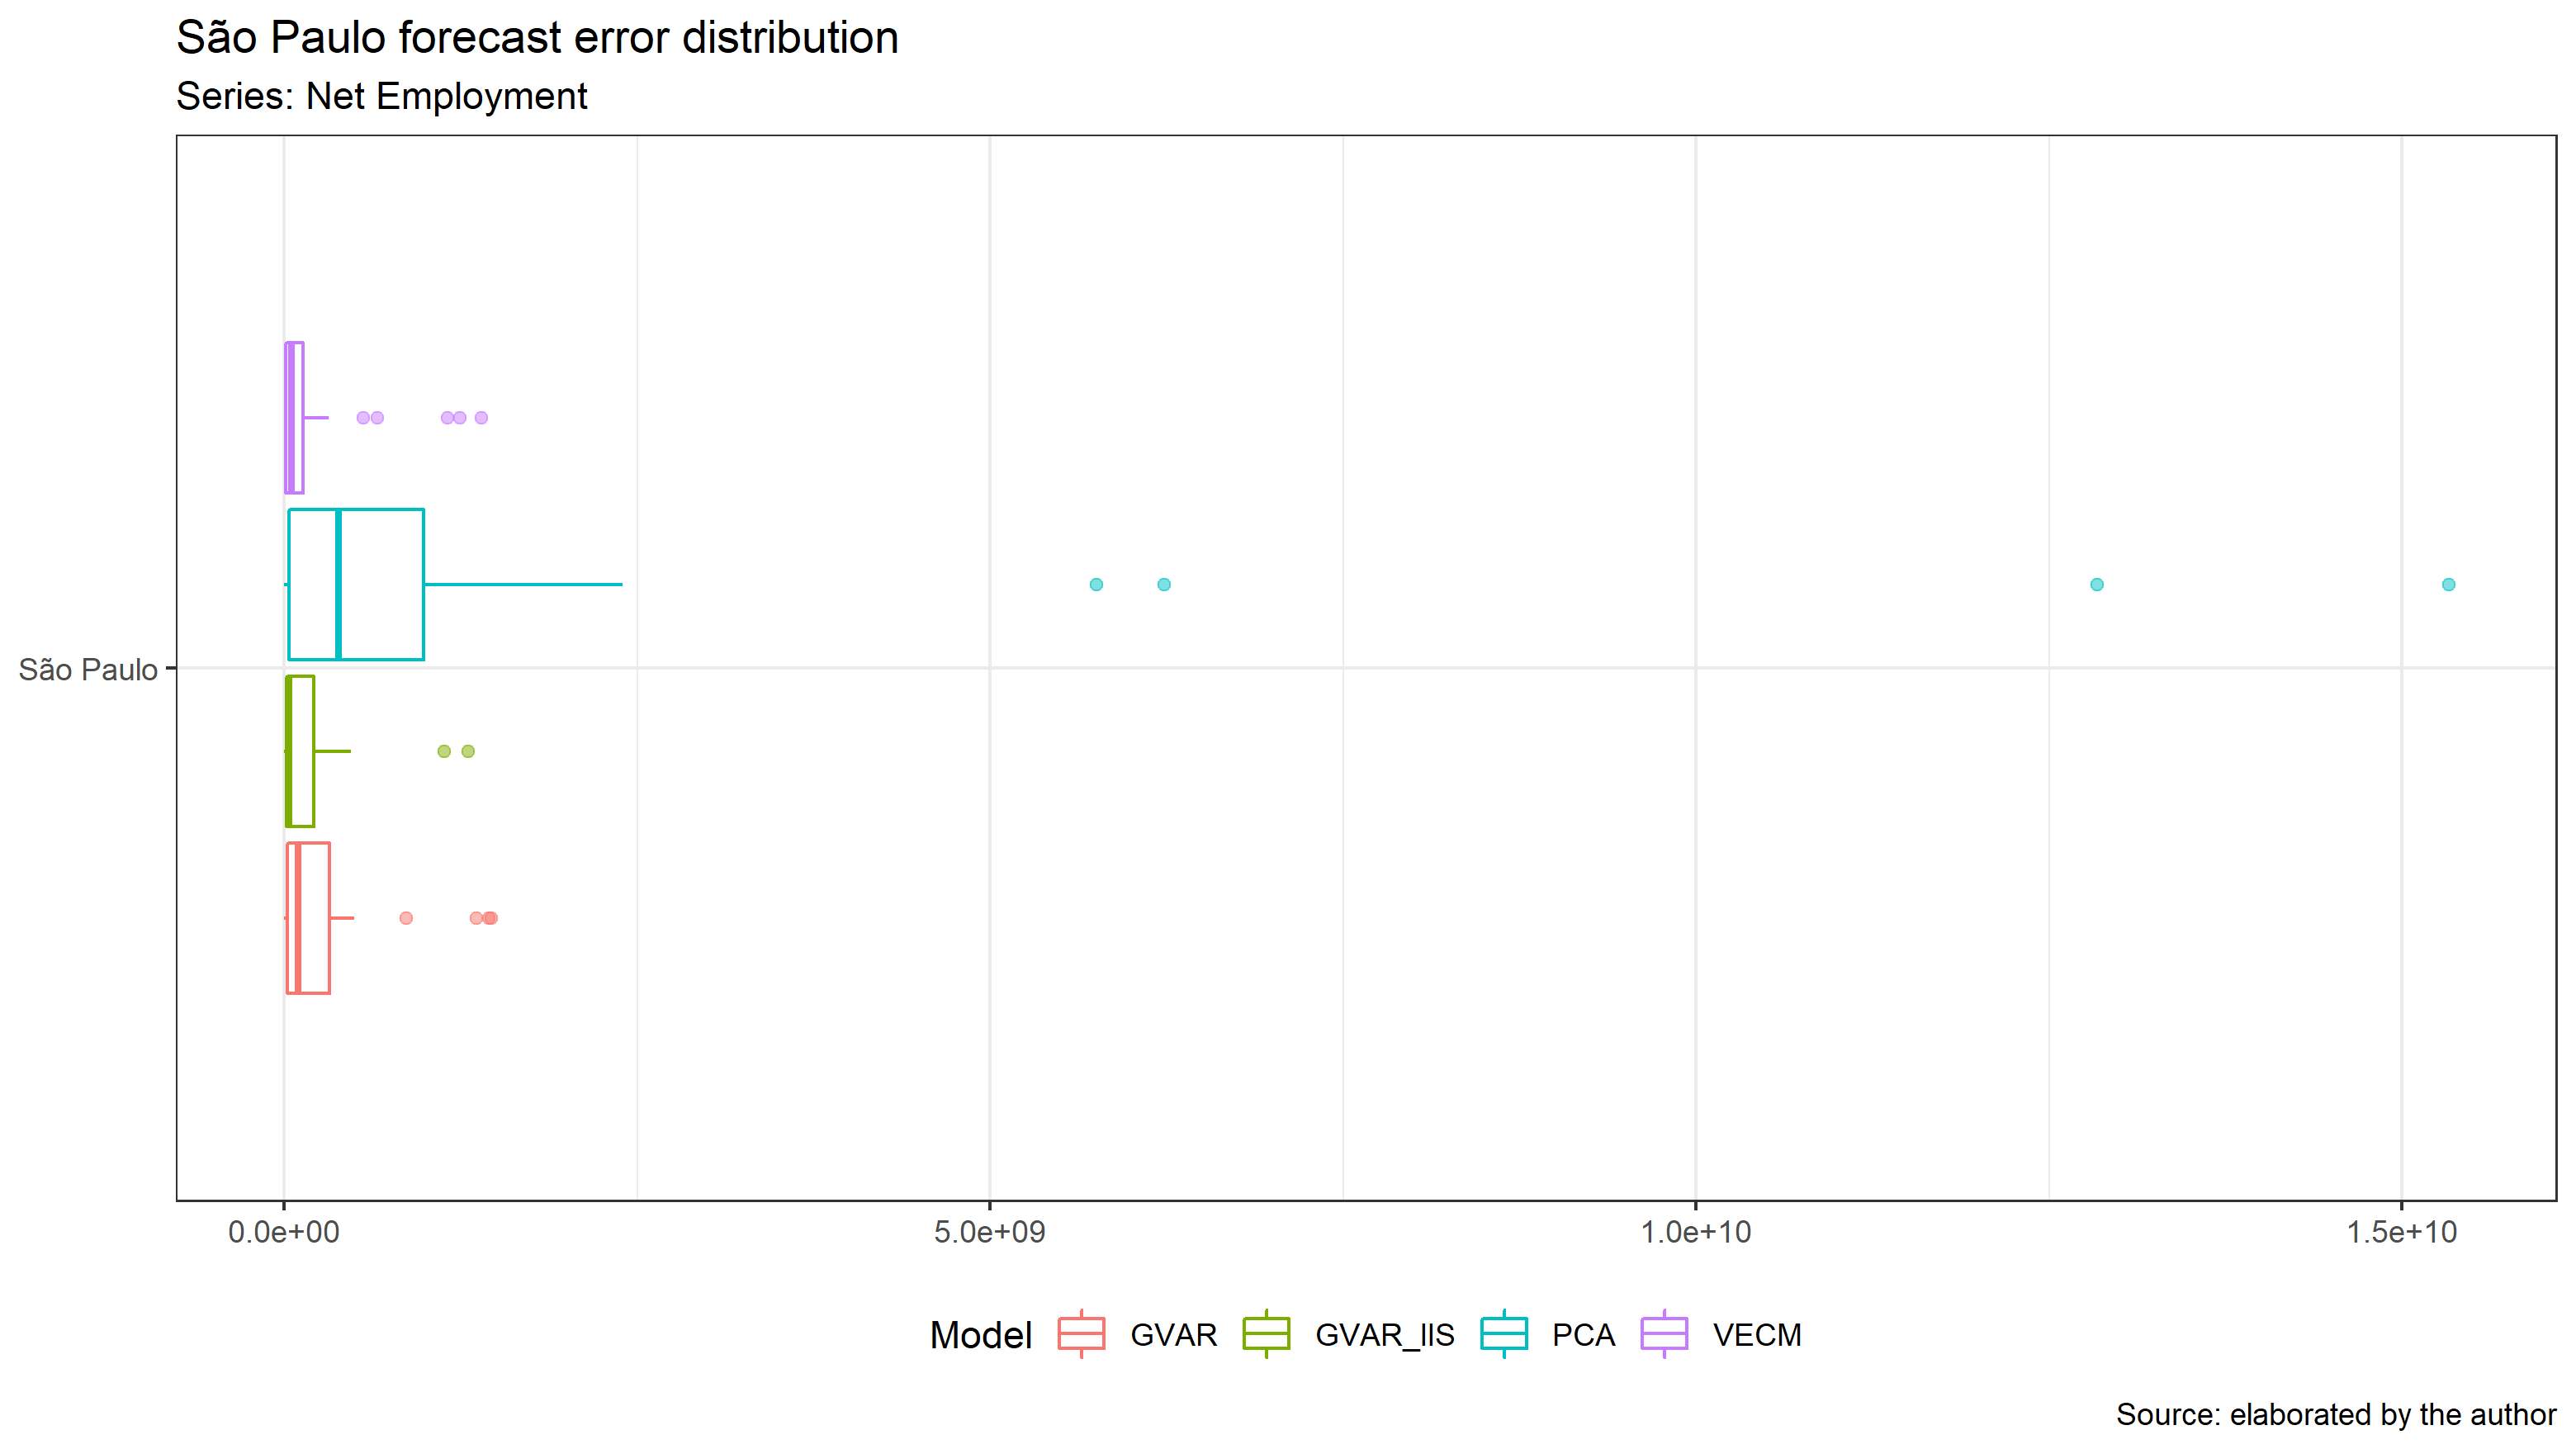 São Paulo forecast error distribution
Series: Net Employment
São Paulo
0.0e+00 5.0e+09 1.0e+10 1.5e+10
Model GVAR GVAR_IIS PCA VECM
Source: elaborated by the author